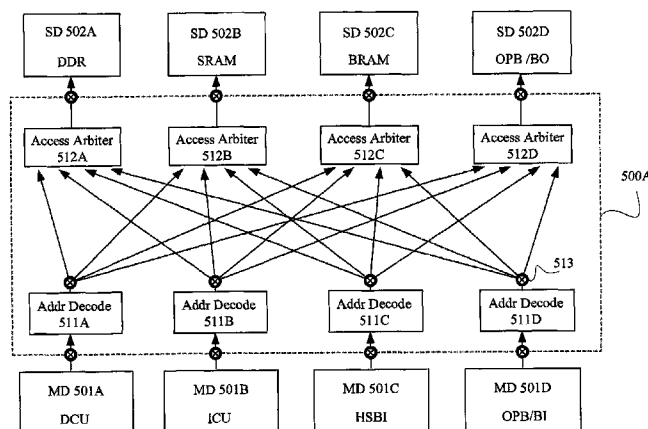 SD 502A
DDR
SD 502B
SRAM
SD 502C
BRAM
SD 502D
OPB /BO
Access Arbiter
512A
Access Arbiter
512B
Access Arbiter
512C
Access Arbiter
512D
500A
513
Addr Decode
511A
Addr Decode
511B
Addr Decode
511C
Addr Decode
511D
MD 501A
DCU
MD 501B
ICU
MD 501C
HSBI
MD 501D
OPB/BI